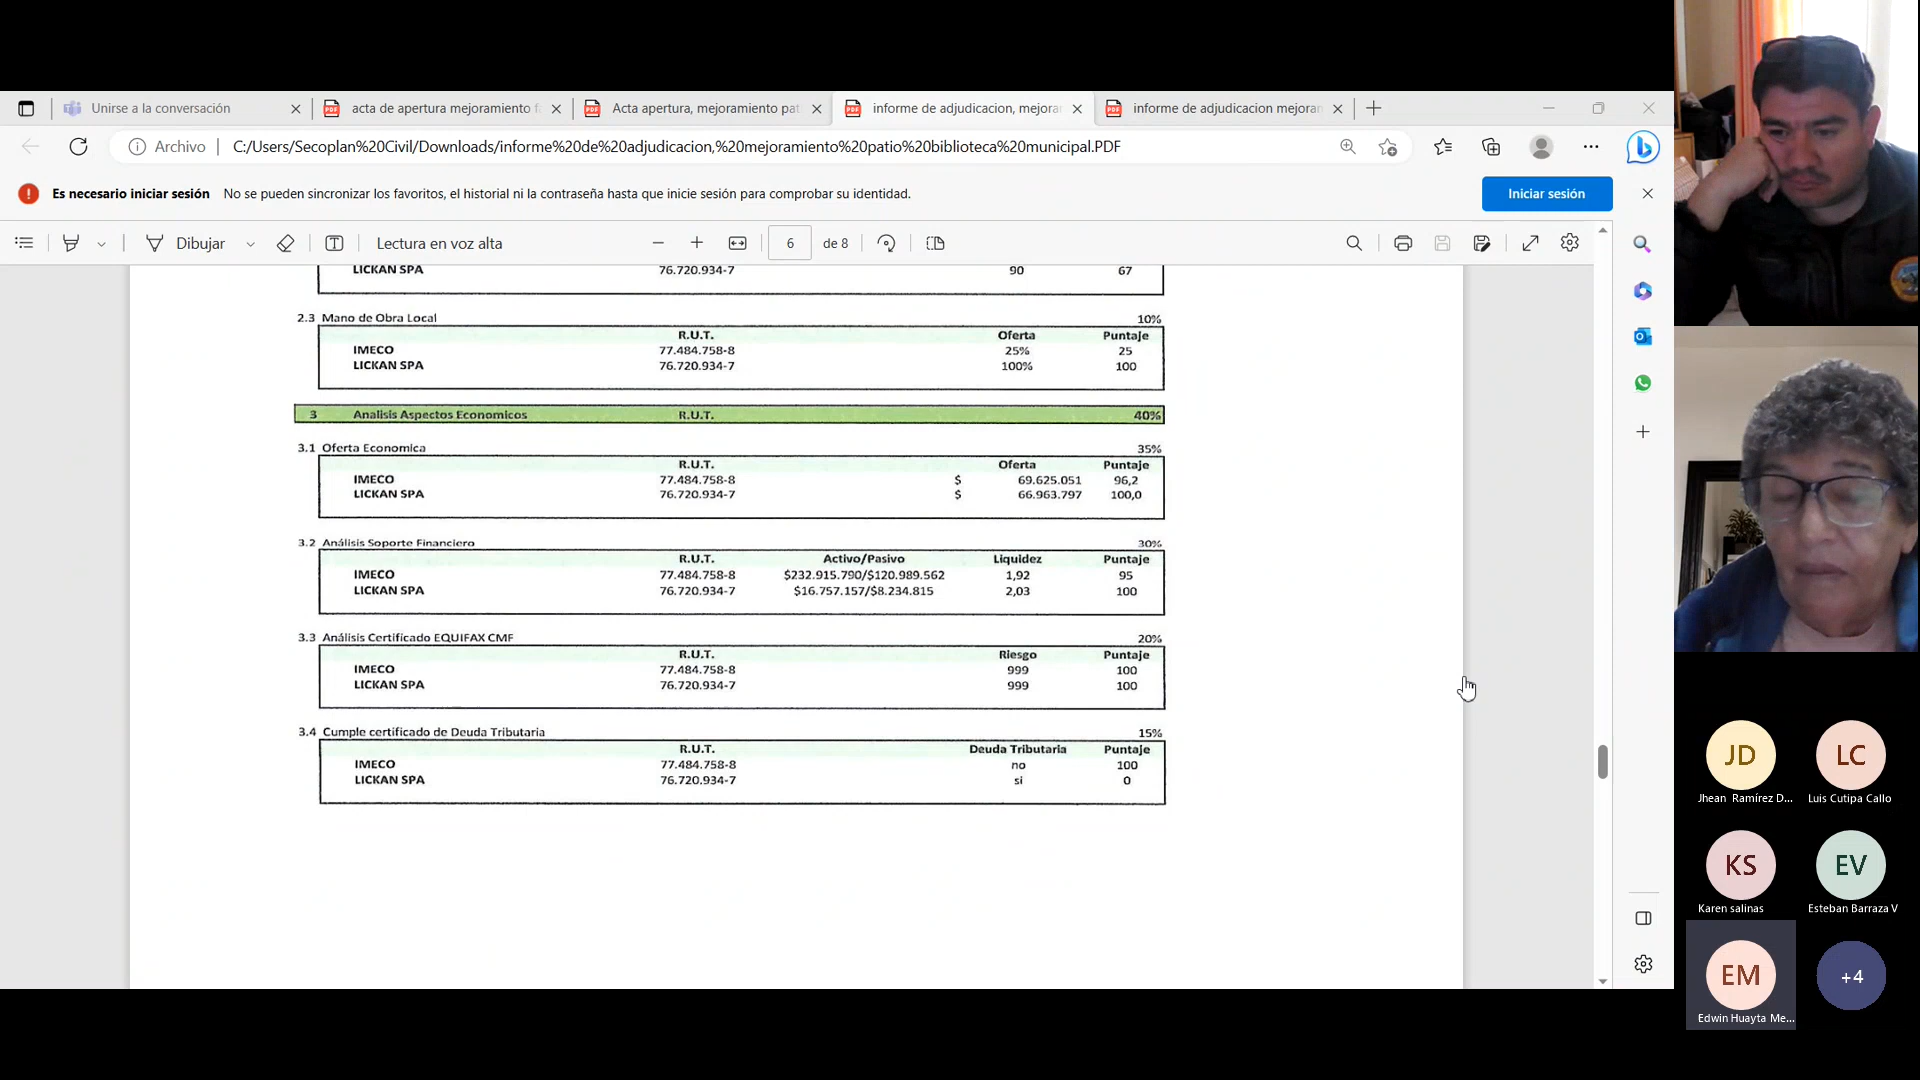 Unirse a la conversación
acta de apertura mejoramiento f
Acta apertura, mejoramiento pat
informe de adjudicacion, mejora
informe de adjudicacion mejorar
Archivo
C:/Users/Secoplan%20Civil/Downloads/informe%20de%20adjudicacion,%20mejoramiento%20patio%20biblioteca%20municipal.PDF
Es necesario iniciar sesión No se pueden sincronizar los favoritos, el historial ni la contraseña hasta que inicie sesión para comprobar su identidad.
Iniciar sesión
Dibujar
Lectura en voz alta
6 de 8
LICKAN SPA 76.720.934-7 90 67
2.3 Mano de Obra Local 10%
R.U.T. Oferta Puntaje
IMECO 77.484.758-8 25% 25
LICKAN SPA 76.720.934-7 100% 100
3 Analisis Aspectos Economicos R.U.T. 40%
3.1 Oferta Economica 35%
R.U.T. Oferta Puntaje
IMECO 77.484.758-8 $ 69.625.051 96,2
LICKAN SPA 76.720.934-7 $ 66.963.797 100,0
3.2 Análisis Soporte Financiero 30%
R.U.T. Activo/Pasivo Liquidez Puntaje
IMECO 77.484.758-8 $232.915.790/$120.989.562 1,92 95
LICKAN SPA 76.720.934-7 $16.757.157/$8.234.815 2,03 100
3.3 Análisis Certificado EQUIFAX CMF 20%
R.U.T. Riesgo Puntaje
IMECO 77.484.758-8 999 100
LICKAN SPA 76.720.934-7 999 100
3.4 Cumple certificado de Deuda Tributaria 15%
R.U.T. Deuda Tributaria Puntaje
IMECO 77.484.758-8 no 100
LICKAN SPA 76.720.934-7 si 0
JD LC
Jhean Ramírez D... Luis Cutipa Callo
KS EV
Karen salinas Esteban Barraza V
EM +4
Edwin Huayta Me...